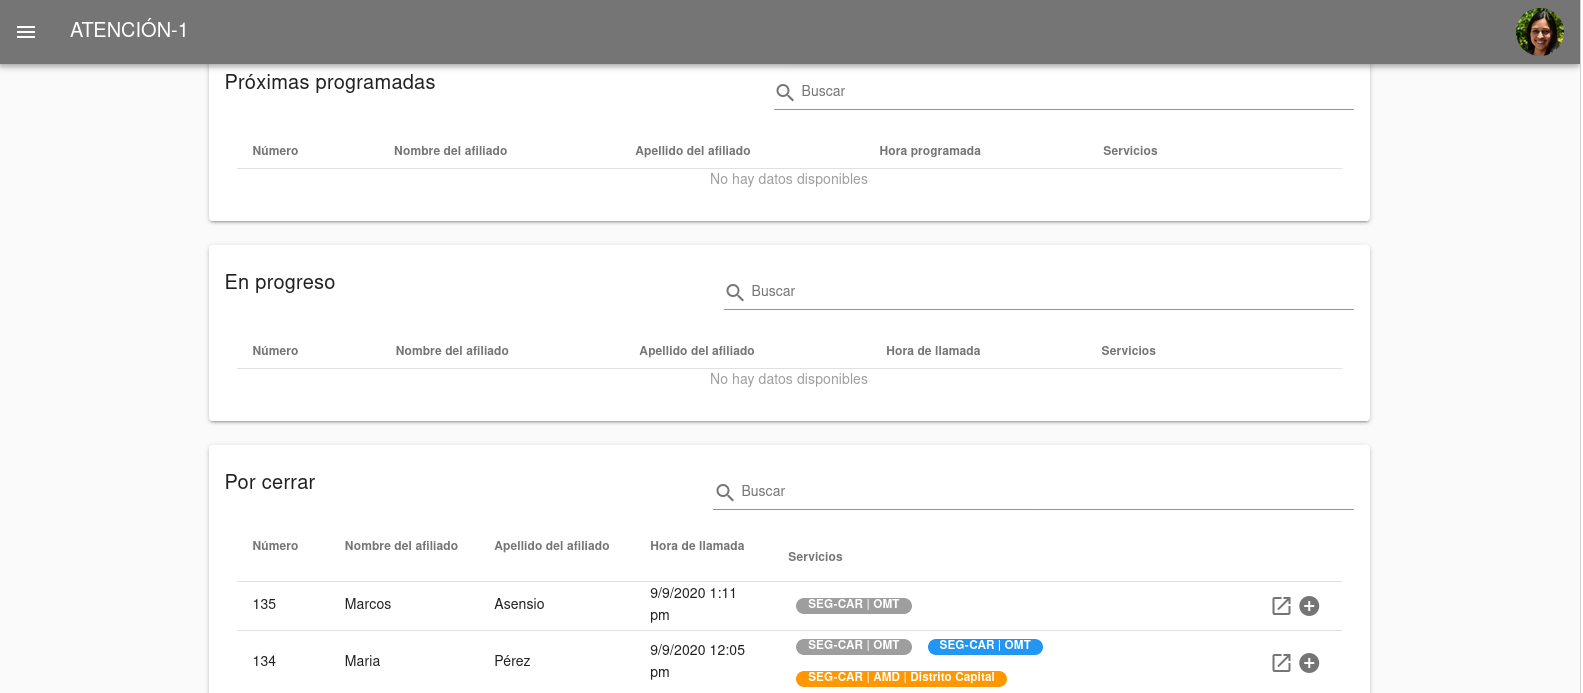 ATENCIÓN-1
Próximas programadas
Buscar
Número Nombre del afiliado Apellido del afiliado Hora programada Servicios
No hay datos disponibles
En progreso
Buscar
Número Nombre del afiliado Apellido del afiliado Hora de llamada Servicios
No hay datos disponibles
Por cerrar
Buscar
Número Nombre del afiliado Apellido del afiliado Hora de llamada Servicios
135 Marcos Asensio 9/9/2020 1:11 pm SEG-CAR | OMT
134 Maria Pérez 9/9/2020 12:05 pm SEG-CAR | OMT SEG-CAR | OMT
SEG-CAR | AMD | Distrito Capital